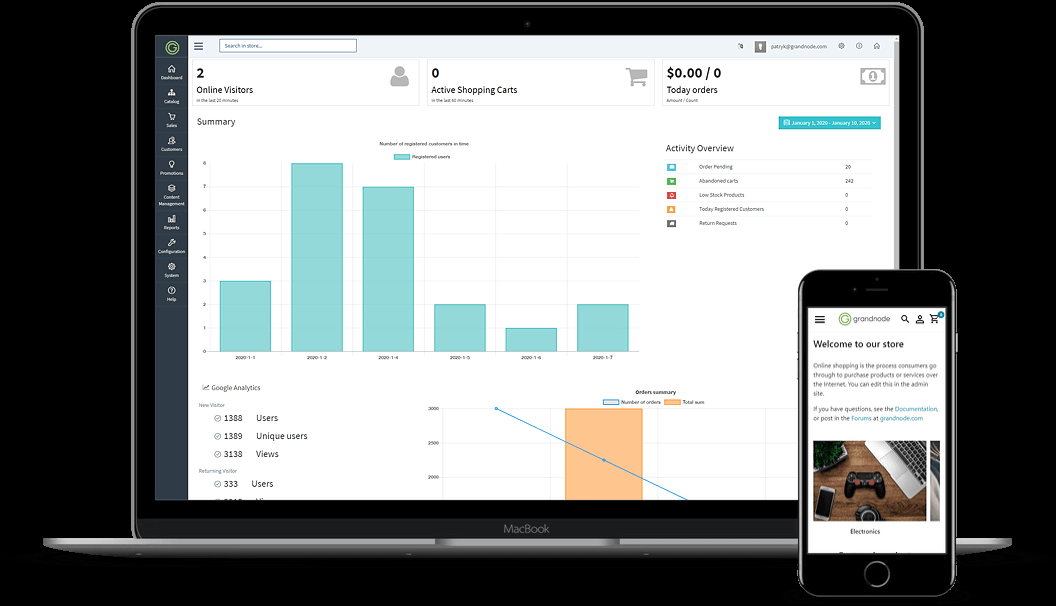 Search in store...
patryk@grandnode.com
Dashboard
Catalog
Sales
Customers
Promotions
Content
Management
Reports
Configuration
System
Help
2
Online Visitors
in the last 20 minutes
0
Active Shopping Carts
in the last 60 minutes
$0.00 / 0
Today orders
Amount / Count
Summary
January 1, 2020 - January 10, 2020
Number of registered customers in time
Registered users
8
7
6
5
4
3
2
1
0
2020-1-1
2020-1-2
2020-1-4
2020-1-5
2020-1-6
2020-1-7
Activity Overview
Order Pending 20
Abandoned carts 242
Low Stock Products 0
Today Registered Customers 0
Return Requests 0
Google Analytics
New Visitor
1388 Users
1389 Unique users
3138 Views
Returning Visitor
333 Users
Orders summary
Number of orders Total sum
3000
2500
2000
MacBook
grandnode
Welcome to our store
Online shopping is the process consumers go
through to purchase products or services over
the Internet. You can edit this in the admin
site.
If you have questions, see the Documentation,
or post in the Forums at grandnode.com
Electronics